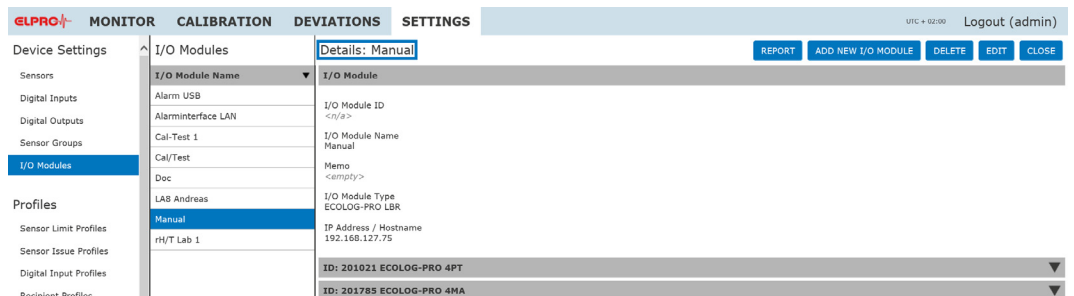 ELPRO MONITOR CALIBRATION DEVIATIONS SETTINGS UTC + 02:00 Logout (admin)
Device Settings
Sensors
Digital Inputs
Digital Outputs
Sensor Groups
I/O Modules
Profiles
Sensor Limit Profiles
Sensor Issue Profiles
Digital Input Profiles
Recipient Profiles
I/O Modules
I/O Module Name
Alarm USB
Alarminterface LAN
Cal-Test 1
Cal/Test
Doc
LAB Andreas
Manual
rH/T Lab 1
Details: Manual REPORT ADD NEW I/O MODULE DELETE EDIT CLOSE
I/O Module
I/O Module ID
<n/a>
I/O Module Name
Manual
Memo
<empty>
I/O Module Type
ECOLOG-PRO LBR
IP Address / Hostname
192.168.127.75
ID: 201021 ECOLOG-PRO 4PT
ID: 201785 ECOLOG-PRO 4MA